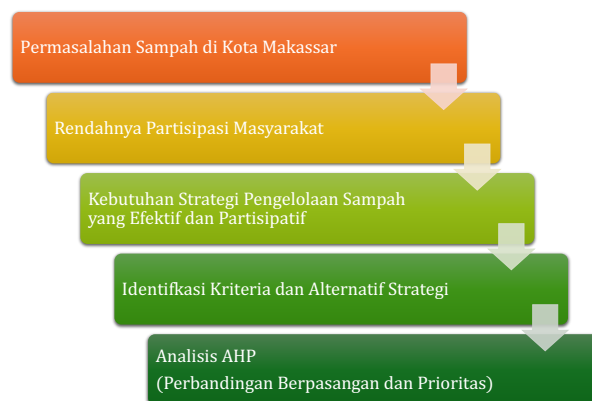 Permasalahan Sampah di Kota Makassar
Rendahnya Partisipasi Masyarakat
Kebutuhan Strategi Pengelolaan Sampah
yang Efektif dan Partisipatif
Identifkasi Kriteria dan Alternatif Strategi
Analisis AHP
(Perbandingan Berpasangan dan Prioritas)